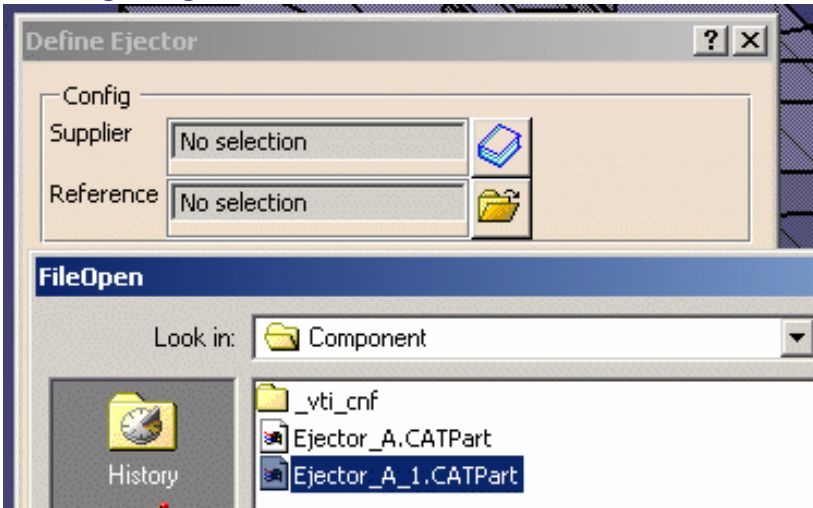 Define Ejector
Config
Supplier No selection
Reference No selection
FileOpen
Look in: Component
_vti_cnf
Ejector_A.CATPart
History
Ejector_A_1.CATPart